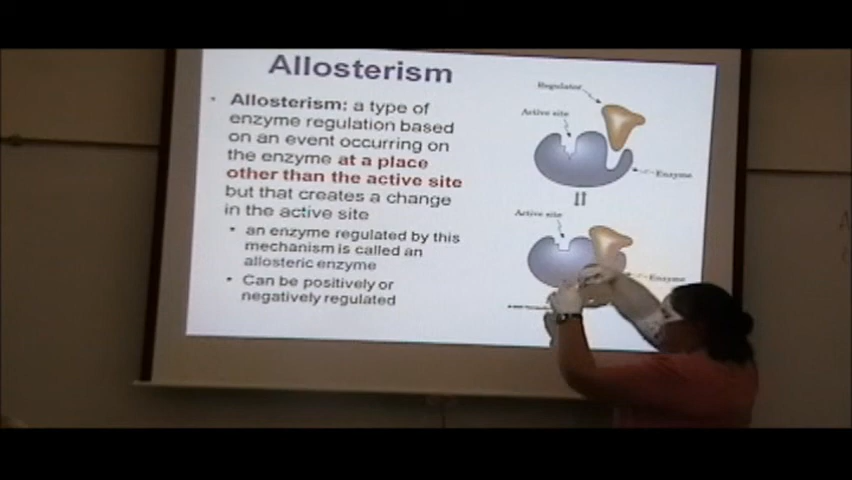 Allosterism
• Allosterism: a type of
enzyme regulation based
on an event occurring on
the enzyme at a place
other than the active site
but that creates a change
in the active site
• an enzyme regulated by this
mechanism is called an
allosteric enzyme
• Can be positively or
negatively regulated
Regulator
Active site
Enzyme
Active site
Enzyme